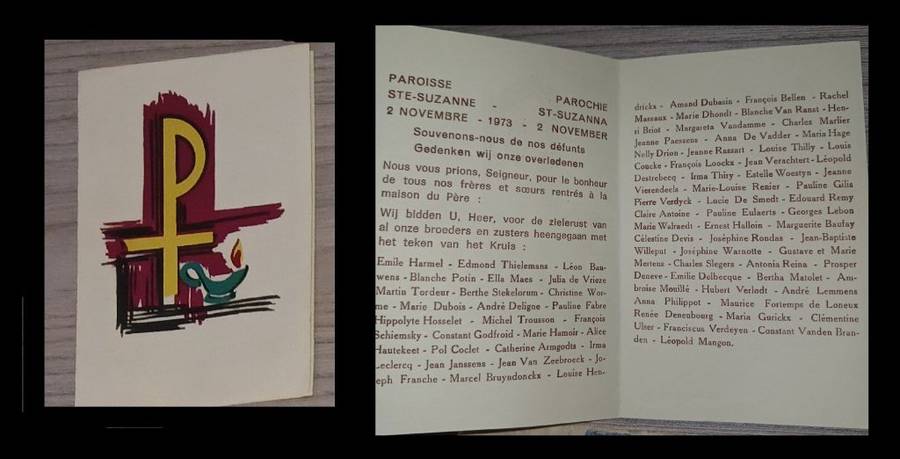 PAROISSE PAROCHIE
STE-SUZANNE - ST-SUZANNA
2 NOVEMBRE - 1973 - 2 NOVEMBER
Souvenons-nous de nos défunts
Gedenken wij onze overledenen
Nous vous prions, Seigneur, pour le bonheur
de tous nos frères et sœurs rentrés à la
maison du Père :
Wij bidden U, Heer, voor de zielerust van
al onze broeders en zusters heengegaan met
het teken van het Kruis :
Emile Harmel - Edmond Thielemans - Léon Bau-
wens - Blanche Potin - Ella Maes - Julia de Vrieze
Martin Tordeur - Berthe Stekelorum - Christine Wor-
me - Marie Dubois - André Deligne - Pauline Fabre
Hippolyte Hosselet - Michel Trousson - François
Schiemsky - Constant Godfroid - Marie Hamoir - Alice
Hautekeet - Pol Coclet - Catherine Armgodts - Irma
Leclercq - Jean Janssens - Jean Van Zeebroeck - Jo-
eph Franche - Marcel Bruyndonckx - Louise Hen-
drickx - Amand Dubasin - François Bellen - Rachel
Massaux - Marie Dhondt - Blanche Van Ranst - Hen-
ri Briot - Margareta Vandamme - Charles Marlier
Jeanne Paessens - Anna De Vadder - Maria Hage
Nelly Drion - Jeanne Rassart - Louise Thilly - Louis
Coucke - François Loockx - Jean Verachtert - Léopold
Destrebecq - Irma Thiry - Estelle Woestyn - Jeanne
Vierendeels - Marie-Louise Renier - Pauline Gilia
Pierre Verdyck - Lucie De Smedt - Edouard Remy
Claire Antoine - Pauline Eulaerts - Georges Lebon
Marie Walraedt - Ernest Halloin - Marguerite Baufay
Célestine Devis - Joséphine Rondas - Jean-Baptiste
Willeput - Joséphine Warnotte - Gustave et Marie
Mertens - Charles Slegers - Antonia Reina - Prosper
Deneve - Emilie Delbecque - Bertha Matolet - Am-
broise Mouillé - Hubert Verlodt - André Lemmens
Anna Philippot - Maurice Fortemps de Loneux
Renée Deneubourg - Maria Gurickx - Clémentine
Ulser - Franciscus Verdeyen - Constant Vanden Bran-
den - Léopold Mangon.